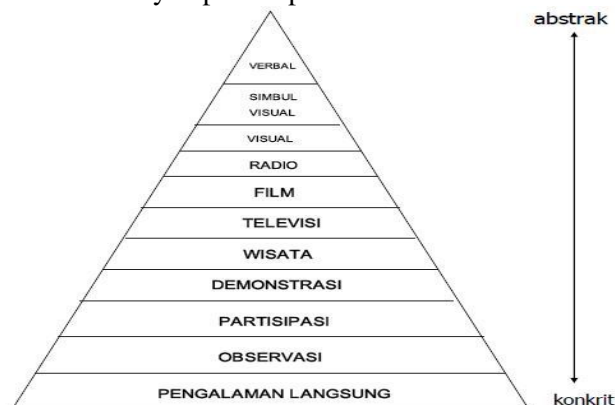 abstrak
VERBAL
SIMBUL
VISUAL
VISUAL
RADIO
FILM
TELEVISI
WISATA
DEMONSTRASI
PARTISIPASI
OBSERVASI
PENGALAMAN LANGSUNG
konkrit